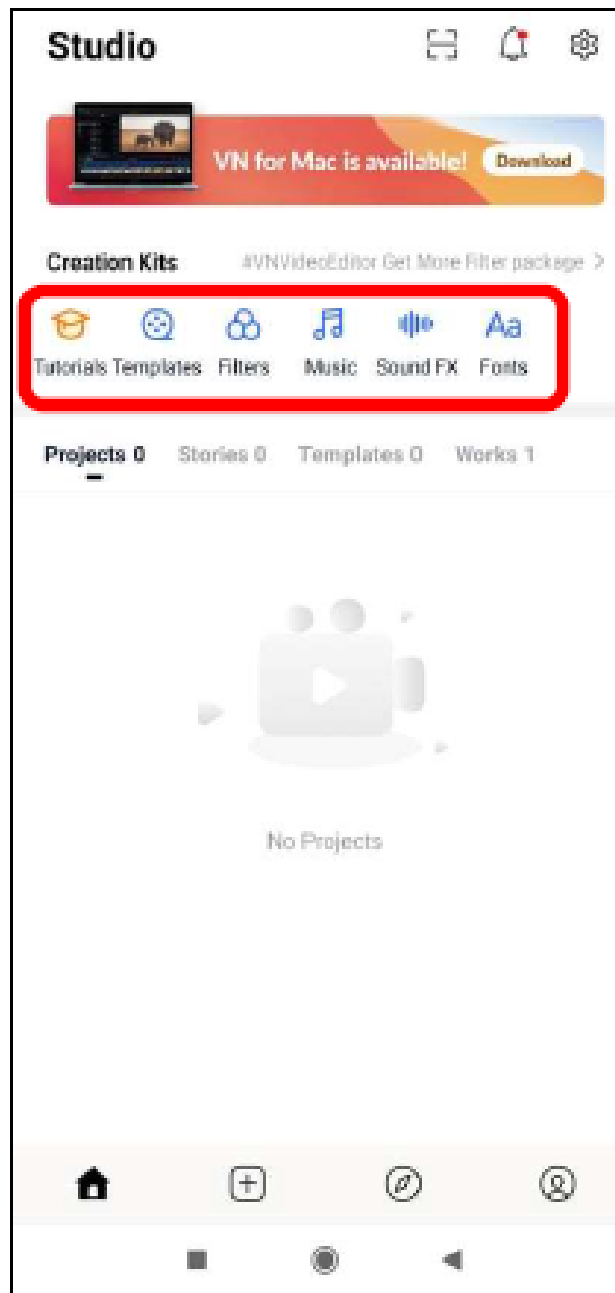 Studio
VN for Mac is available! Download
Creation Kits #VNVideoEditor Get More Filter package >
Tutorials Templates Filters Music Sound FX Aa Fonts
Projects 0 Stories 0 Templates 0 Works 1
No Projects